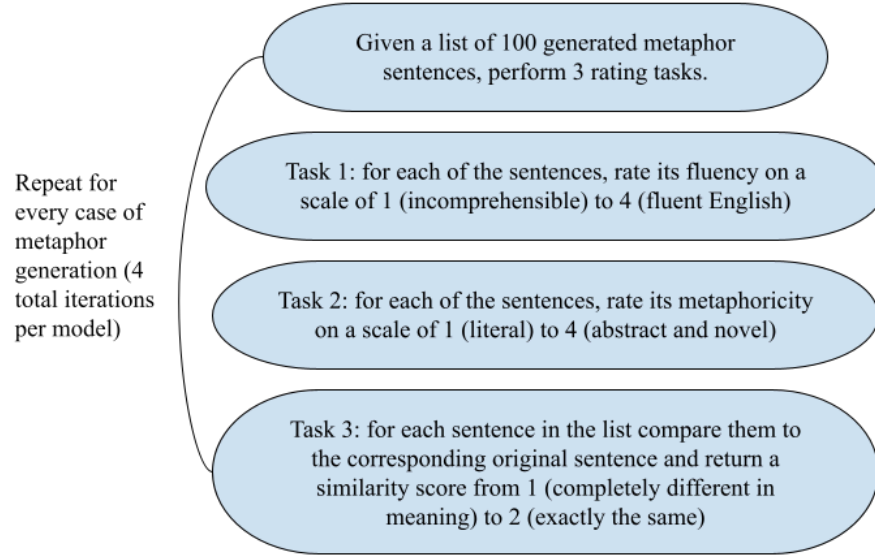 Given a list of 100 generated metaphor
sentences, perform 3 rating tasks.
Task 1: for each of the sentences, rate its fluency on a
scale of 1 (incomprehensible) to 4 (fluent English)
Repeat for
every case of
metaphor
generation (4
total iterations
per model)
Task 2: for each of the sentences, rate its metaphoricity
on a scale of 1 (literal) to 4 (abstract and novel)
Task 3: for each sentence in the list compare them to
the corresponding original sentence and return a
similarity score from 1 (completely different in
meaning) to 2 (exactly the same)